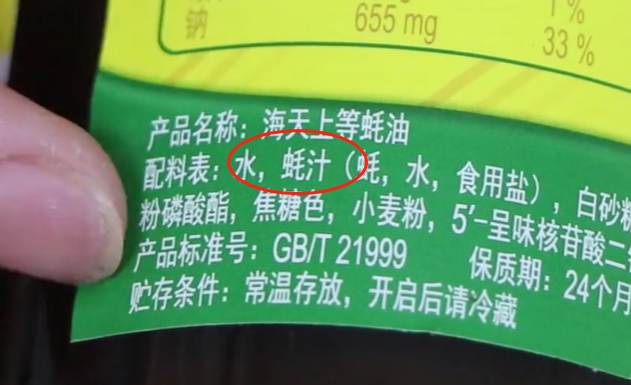 钠 655 mg 33 %
产品名称：海天上等蚝油
配料表：水，蚝汁（蚝，水，食用盐），白砂糖
粉磷酸酯，焦糖色，小麦粉，5′-呈味核苷酸二
产品标准号：GB/T 21999 保质期：24个月
贮存条件：常温存放，开启后请冷藏